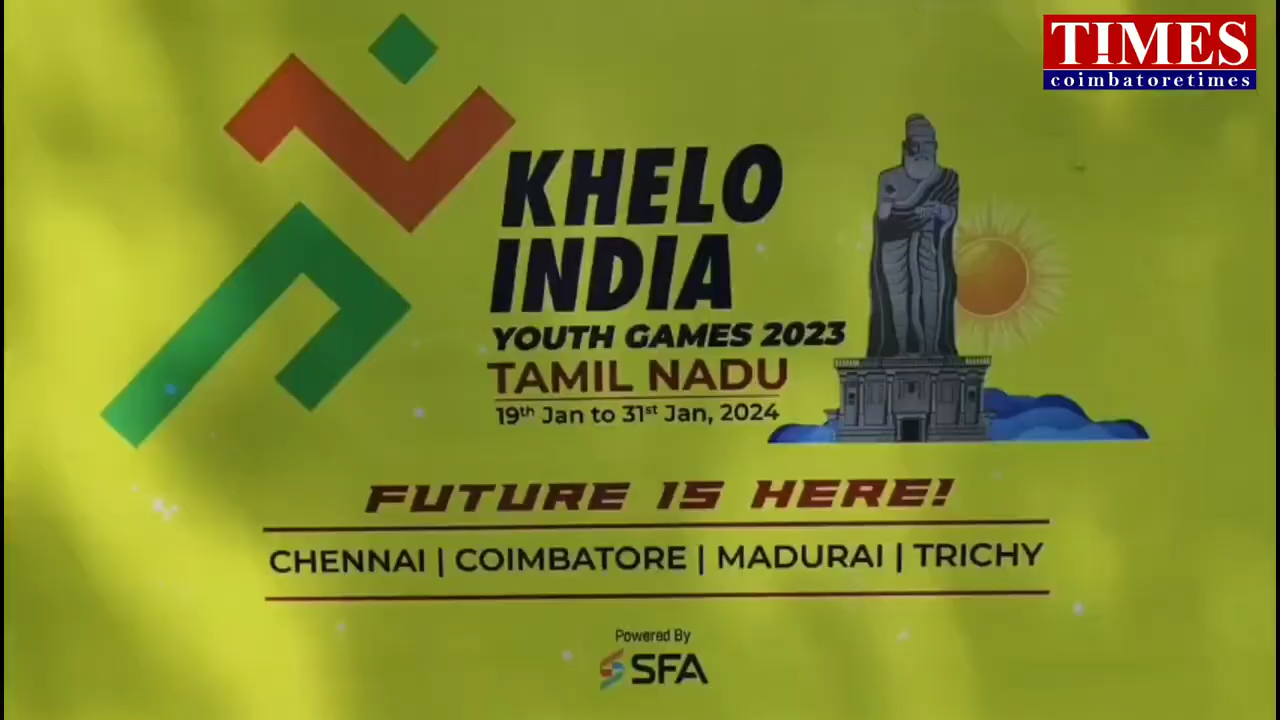 TIMES
coimbatoretimes
KHELO
INDIA
YOUTH GAMES 2023
TAMIL NADU
19th Jan to 31st Jan, 2024
FUTURE IS HERE!
CHENNAI | COIMBATORE | MADURAI | TRICHY
Powered By
SFA